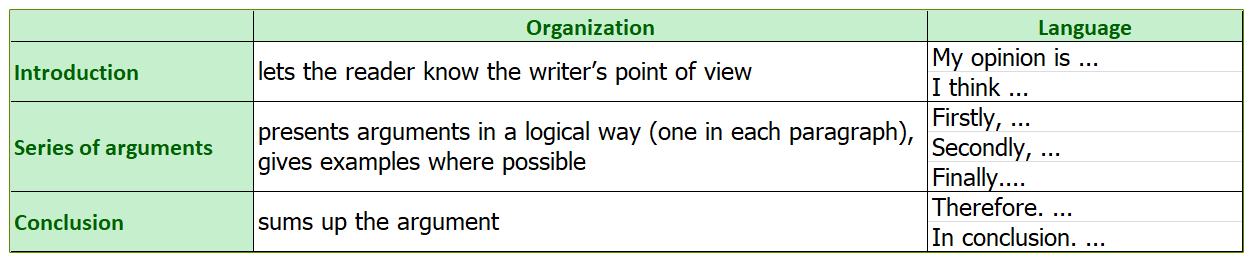 Organization Language
Introduction
lets the reader know the writer’s point of view
My opinion is ...
I think ...
Series of arguments
presents arguments in a logical way (one in each paragraph),
gives examples where possible
Firstly, ...
Secondly, ...
Finally....
Conclusion
sums up the argument
Therefore. ...
In conclusion. ...